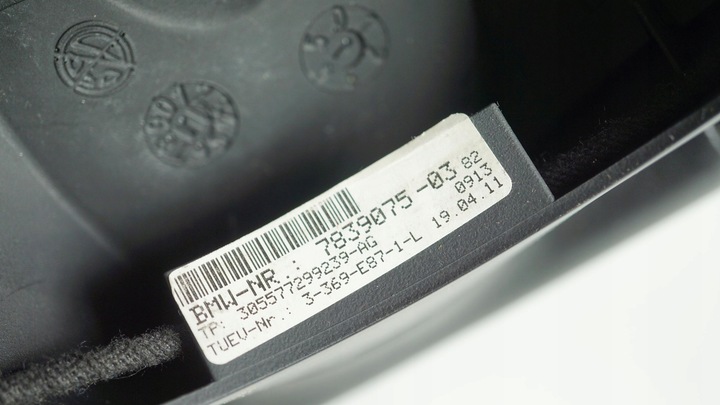 BMW-NR.: 7839075-03 82
TP: 305577299239-AG 0913
TUEV-Nr.: 3-369-E87-1-L 19.04.11